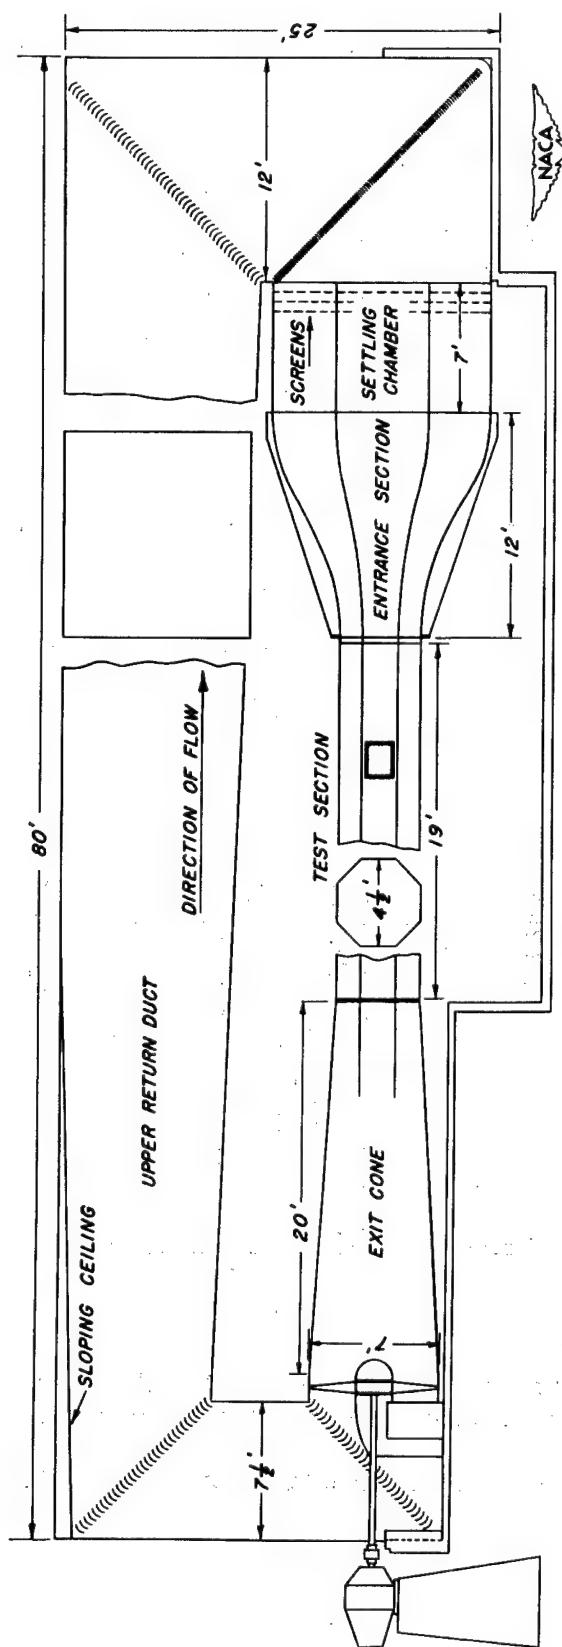 80'
25'
SLOPING CEILING
UPPER RETURN DUCT
DIRECTION OF FLOW
12'
7½'
20'
EXIT CONE
7'
TEST SECTION
4½'
19'
ENTRANCE SECTION
12'
SCREENS
SETTLING
CHAMBER
7'
NACA